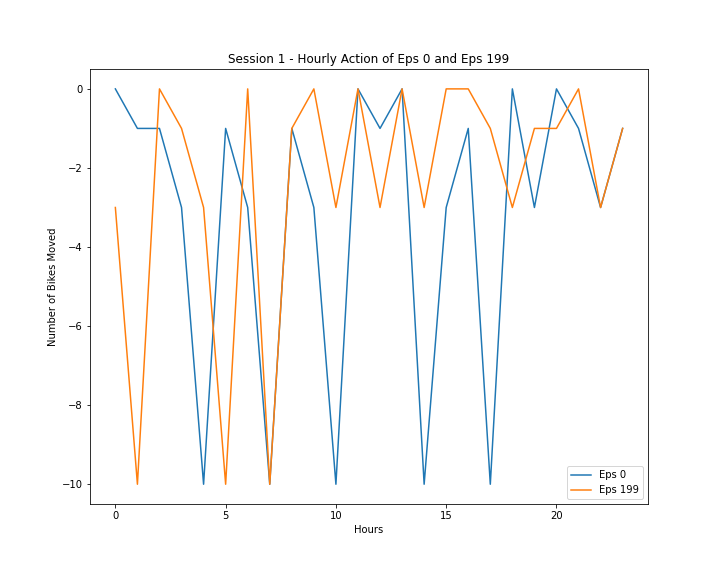 Session 1 - Hourly Action of Eps 0 and Eps 199
Number of Bikes Moved
0
−2
−4
−6
−8
−10
0 5 10 15 20
Hours
Eps 0
Eps 199